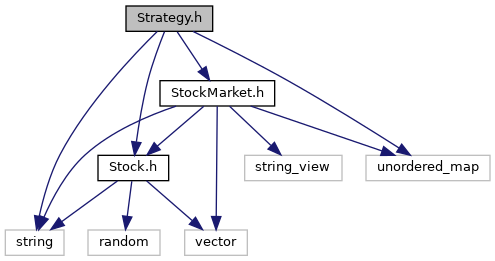 Strategy.h
StockMarket.h
Stock.h
string_view
unordered_map
string
random
vector